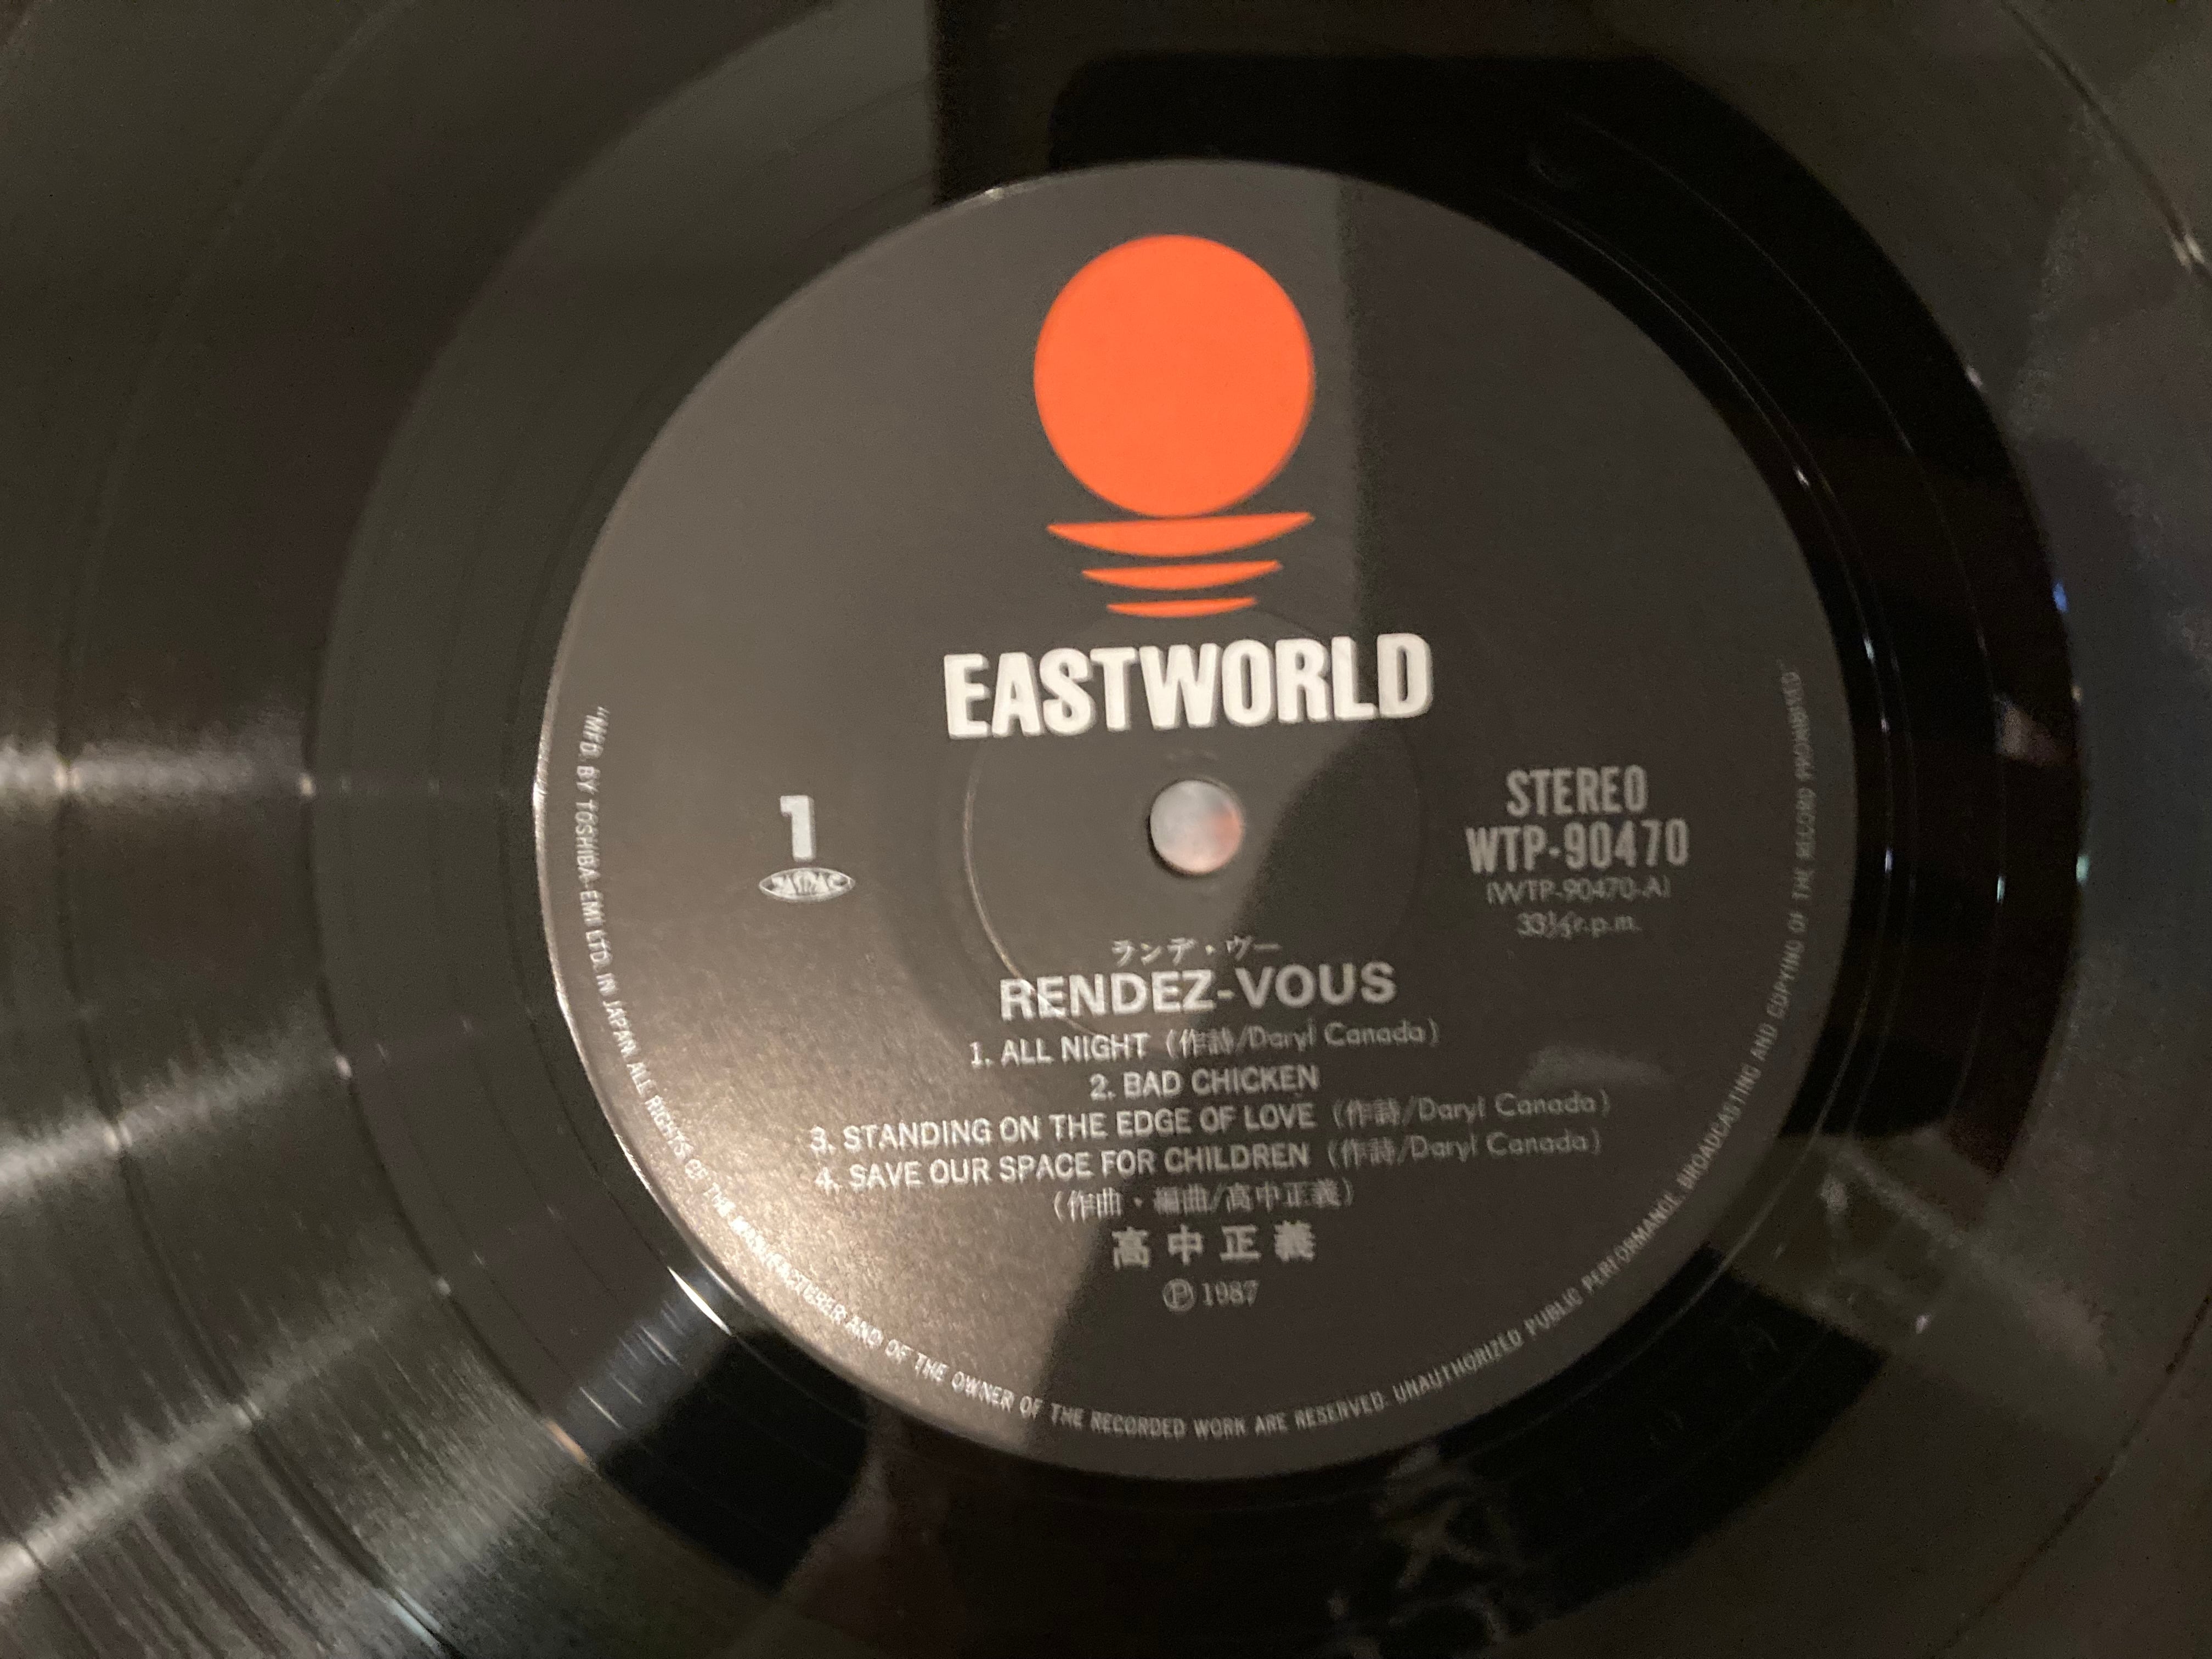 EASTWORLD
1
JASRAC
STEREO
WTP-90470
(WTP-90470-A)
33⅓r.p.m.
ランデ・ヴー
RENDEZ-VOUS
1. ALL NIGHT (作詩/Daryl Canada)
2. BAD CHICKEN
3. STANDING ON THE EDGE OF LOVE (作詩/Daryl Canada)
4. SAVE OUR SPACE FOR CHILDREN (作詩/Daryl Canada)
(作曲・編曲/高中正義)
高中正義
Ⓟ1987
"MFD. BY TOSHIBA-EMI LTD. IN JAPAN. ALL RIGHTS OF THE MANUFACTURER AND OF THE OWNER OF THE RECORDED WORK ARE RESERVED. UNAUTHORIZED PUBLIC PERFORMANCE, BROADCASTING AND COPYING OF THE RECORD PROHIBITED"